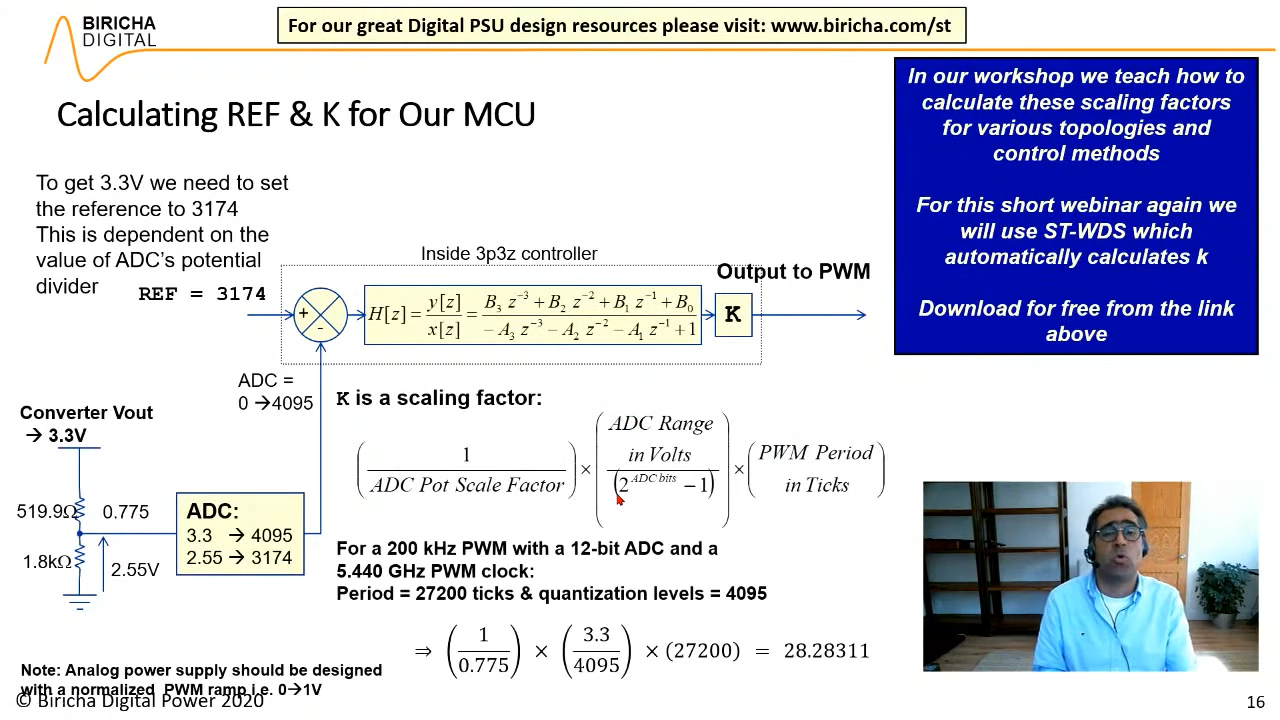 For our great Digital PSU design resources please visit: www.biricha.com/st
BIRICHA
DIGITAL
Calculating REF & K for Our MCU
In our workshop we teach how to
calculate these scaling factors
for various topologies and
control methods
For this short webinar again we
will use ST-WDS which
automatically calculates k
Download for free from the link
above
To get 3.3V we need to set
the reference to 3174
This is dependent on the
value of ADC's potential
divider
REF = 3174
Inside 3p3z controller
Output to PWM
+
-
H[z] = y[z] / x[z] = B₃ z⁻³ + B₂ z⁻² + B₁ z⁻¹ + B₀ / − A₃ z⁻³ − A₂ z⁻² − A₁ z⁻¹ + 1
K
ADC =
0 →4095
Converter Vout
→ 3.3V
519.9Ω
0.775
1.8kΩ
2.55V
ADC:
3.3 → 4095
2.55 → 3174
K is a scaling factor:
(1 / ADC Pot Scale Factor) × (ADC Range in Volts / (2^ADC bits − 1)) × (PWM Period in Ticks)
For a 200 kHz PWM with a 12-bit ADC and a
5.440 GHz PWM clock:
Period = 27200 ticks & quantization levels = 4095
⇒ (1 / 0.775) × (3.3 / 4095) × (27200) = 28.28311
Note: Analog power supply should be designed
with a normalized PWM ramp i.e. 0→1V
© Biricha Digital Power 2020
16